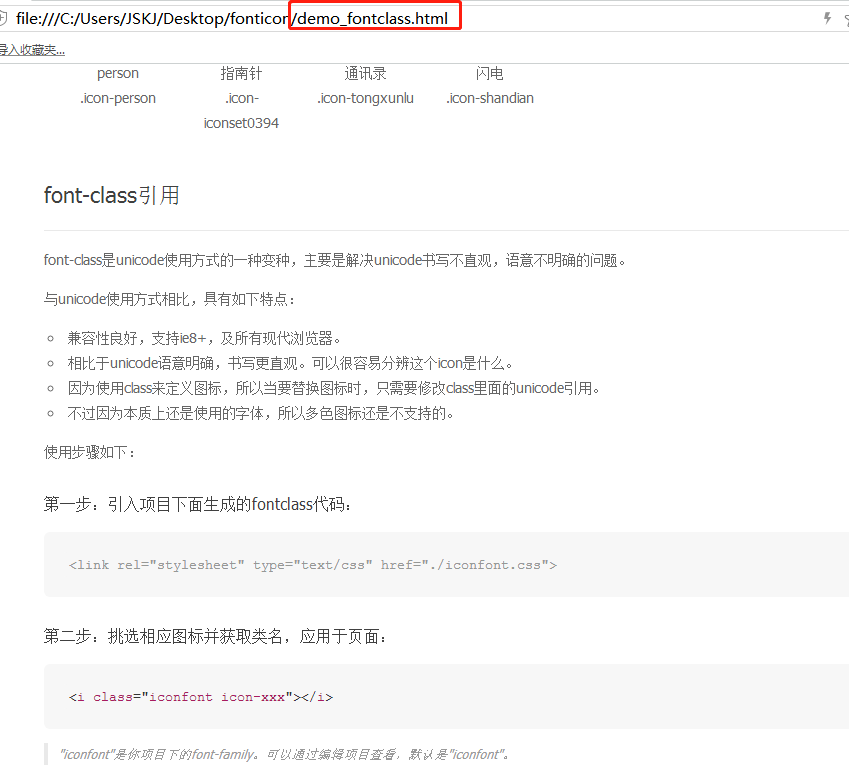 file:///C:/Users/JSKJ/Desktop/fonticon/demo_fontclass.html
导入收藏夹...
person 指南针 通讯录 闪电
.icon-person .icon- .icon-tongxunlu .icon-shandian
iconset0394
font-class引用
font-class是unicode使用方式的一种变种，主要是解决unicode书写不直观，语意不明确的问题。
与unicode使用方式相比，具有如下特点：
兼容性良好，支持ie8+，及所有现代浏览器。
相比于unicode语意明确，书写更直观。可以很容易分辨这个icon是什么。
因为使用class来定义图标，所以当要替换图标时，只需要修改class里面的unicode引用。
不过因为本质上还是使用的字体，所以多色图标还是不支持的。
使用步骤如下：
第一步：引入项目下面生成的fontclass代码：
<link rel="stylesheet" type="text/css" href="./iconfont.css">
第二步：挑选相应图标并获取类名，应用于页面：
<i class="iconfont icon-xxx"></i>
"iconfont"是你项目下的font-family。可以通过编辑项目查看，默认是"iconfont"。